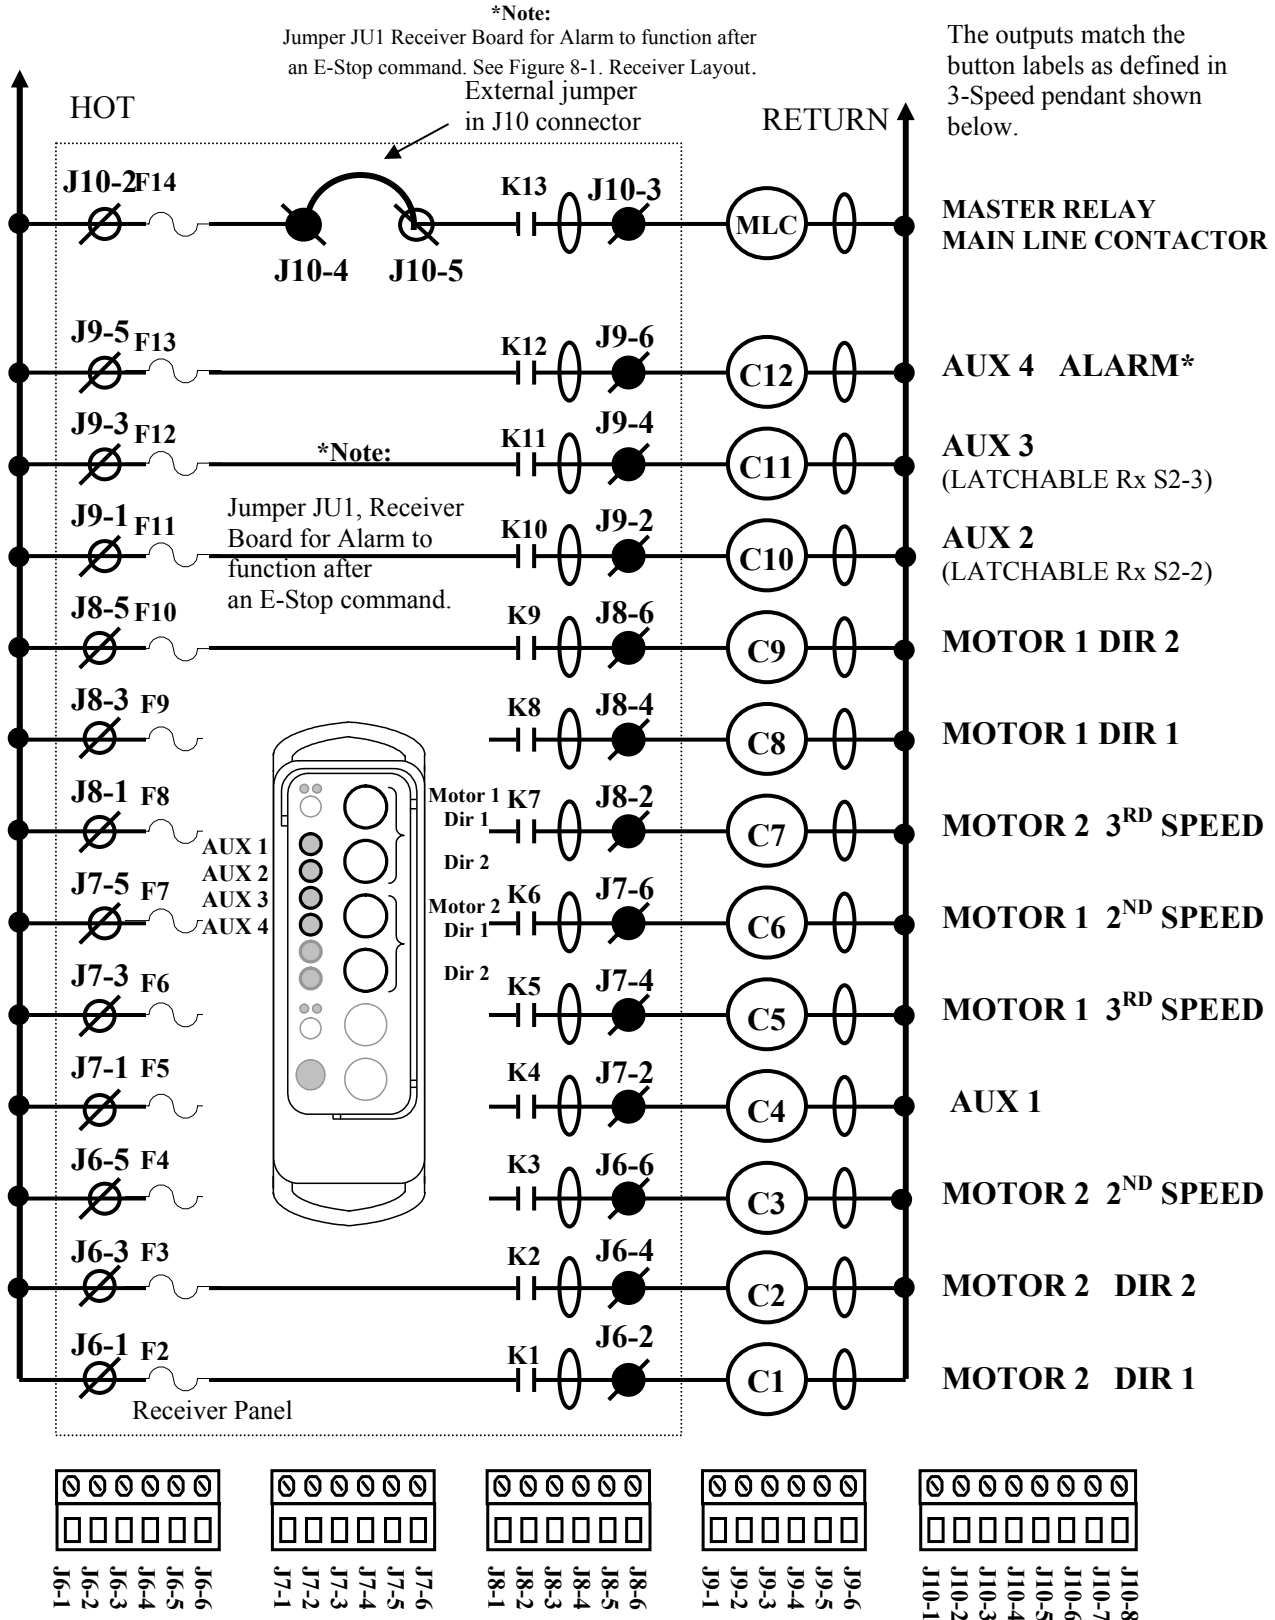 *Note:
Jumper JU1 Receiver Board for Alarm to function after
an E-Stop command. See Figure 8-1. Receiver Layout.
External jumper
in J10 connector
The outputs match the
button labels as defined in
3-Speed pendant shown
below.
HOT
RETURN
J10-2 F14 K13 J10-3 MLC
J10-4 J10-5
MASTER RELAY
MAIN LINE CONTACTOR
J9-5 F13 K12 J9-6 C12 AUX 4 ALARM*
J9-3 F12 K11 J9-4 C11 AUX 3
(LATCHABLE Rx S2-3)
*Note:
Jumper JU1, Receiver
Board for Alarm to
function after
an E-Stop command.
J9-1 F11 K10 J9-2 C10 AUX 2
(LATCHABLE Rx S2-2)
J8-5 F10 K9 J8-6 C9 MOTOR 1 DIR 2
J8-3 F9 K8 J8-4 C8 MOTOR 1 DIR 1
J8-1 F8 K7 J8-2 C7 MOTOR 2 3RD SPEED
Motor 1
Dir 1
Dir 2
AUX 1
AUX 2
AUX 3
AUX 4
Motor 2
Dir 1
Dir 2
J7-5 F7 K6 J7-6 C6 MOTOR 1 2ND SPEED
J7-3 F6 K5 J7-4 C5 MOTOR 1 3RD SPEED
J7-1 F5 K4 J7-2 C4 AUX 1
J6-5 F4 K3 J6-6 C3 MOTOR 2 2ND SPEED
J6-3 F3 K2 J6-4 C2 MOTOR 2 DIR 2
J6-1 F2 K1 J6-2 C1 MOTOR 2 DIR 1
Receiver Panel
J6-1
J6-2
J6-3
J6-4
J6-5
J6-6
J7-1
J7-2
J7-3
J7-4
J7-5
J7-6
J8-1
J8-2
J8-3
J8-4
J8-5
J8-6
J9-1
J9-2
J9-3
J9-4
J9-5
J9-6
J10-1
J10-2
J10-3
J10-4
J10-5
J10-6
J10-7
J10-8